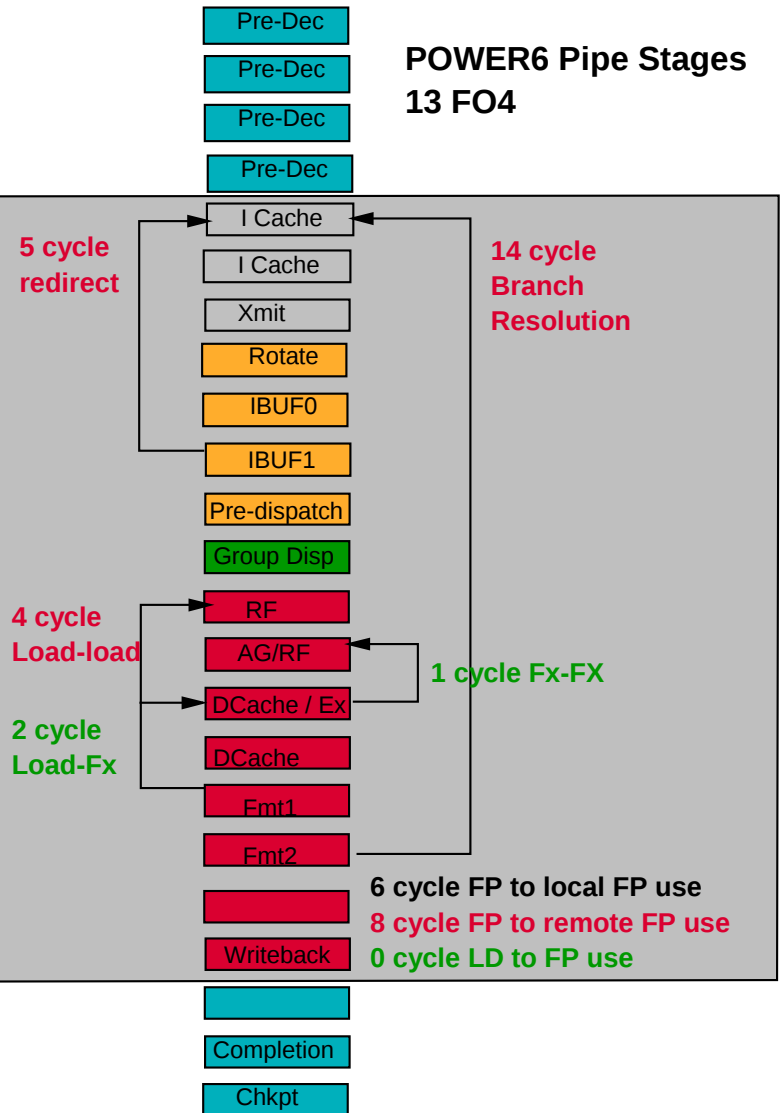 Pre-Dec
POWER6 Pipe Stages
Pre-Dec
13 FO4
Pre-Dec
Pre-Dec
I Cache
5 cycle
redirect
14 cycle
Branch
Resolution
I Cache
Xmit
Rotate
IBUF0
IBUF1
Pre-dispatch
Group Disp
RF
4 cycle
Load-load
AG/RF
1 cycle Fx-FX
DCache / Ex
2 cycle
Load-Fx
DCache
Fmt1
Fmt2
6 cycle FP to local FP use
8 cycle FP to remote FP use
Writeback
0 cycle LD to FP use
Completion
Chkpt